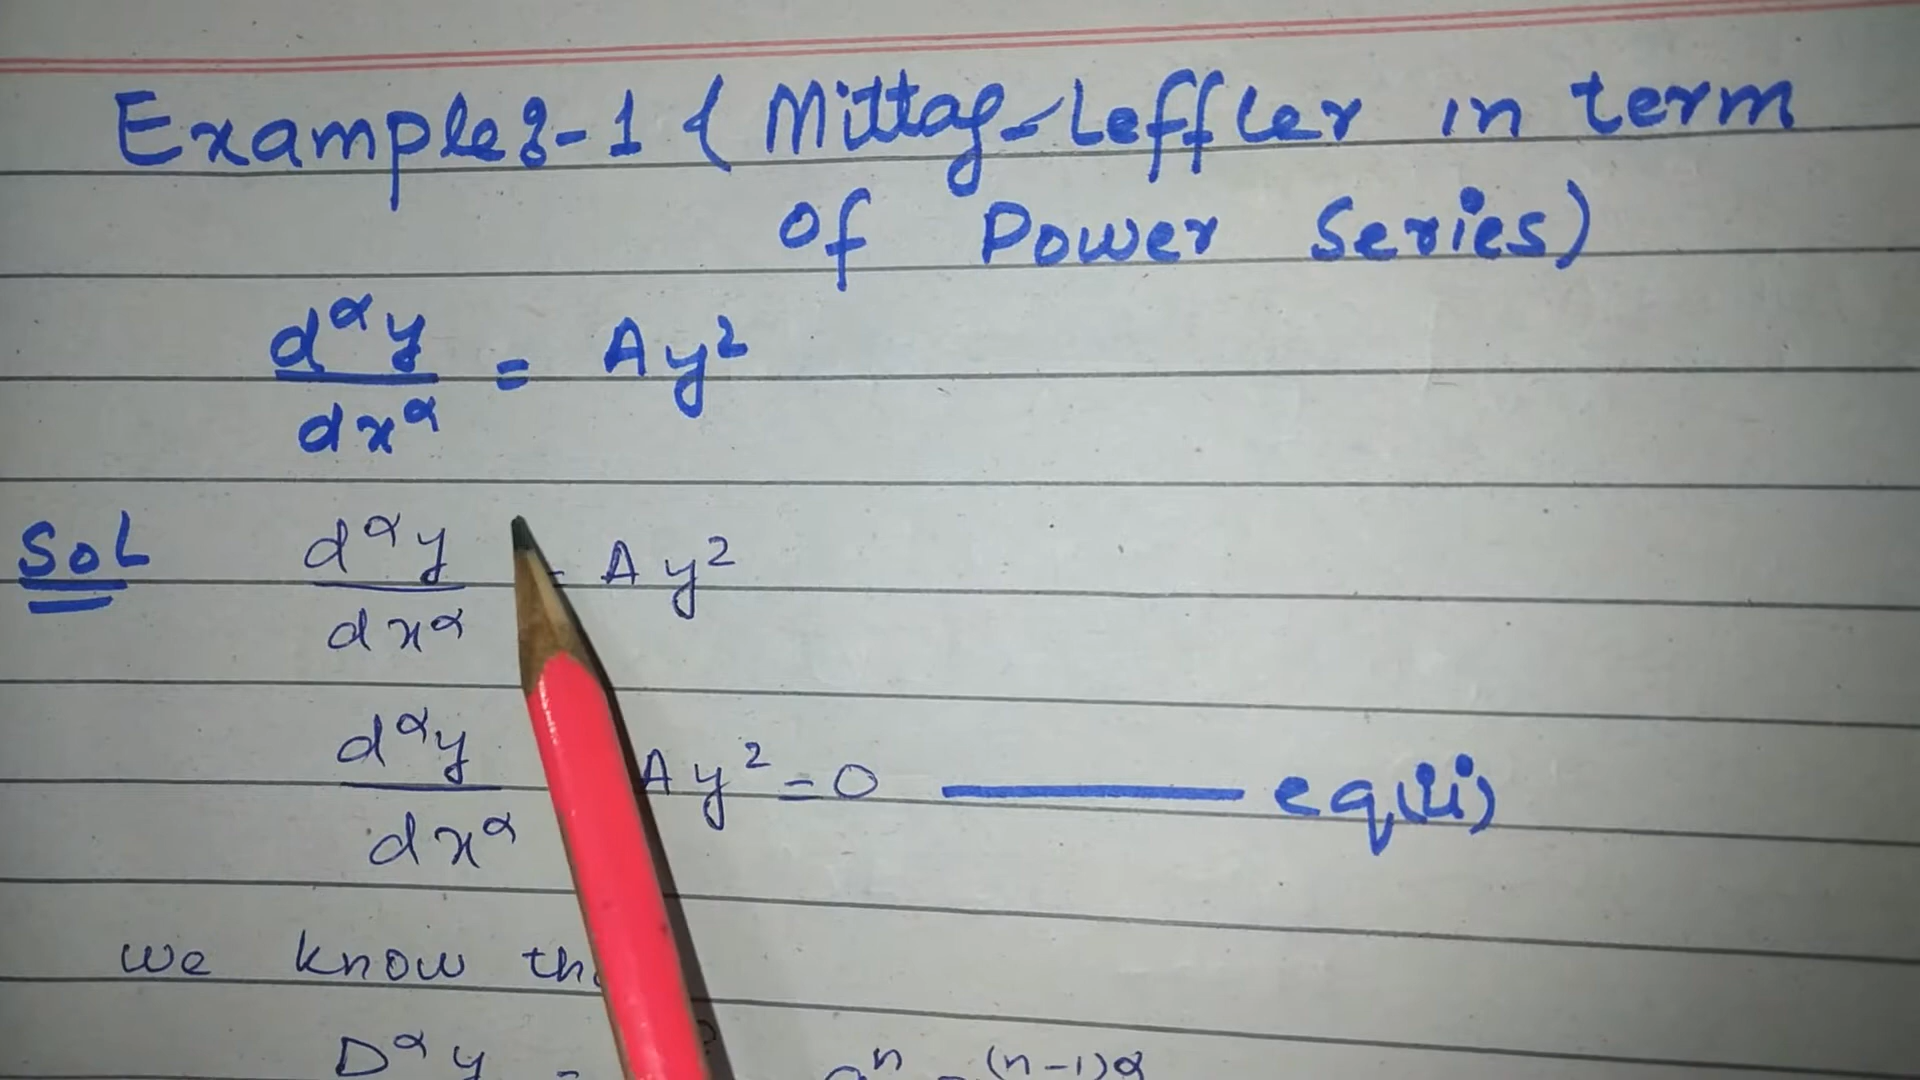 Example:-1 ( Mittag-Leffler in term
of Power Series)
d^α y / dx^α = Ay²
Sol d^α y / dx^α = Ay²
d^α y / dx^α Ay² = 0 ——— eq(ii)
we know
D^α y = a^n (n-1)α